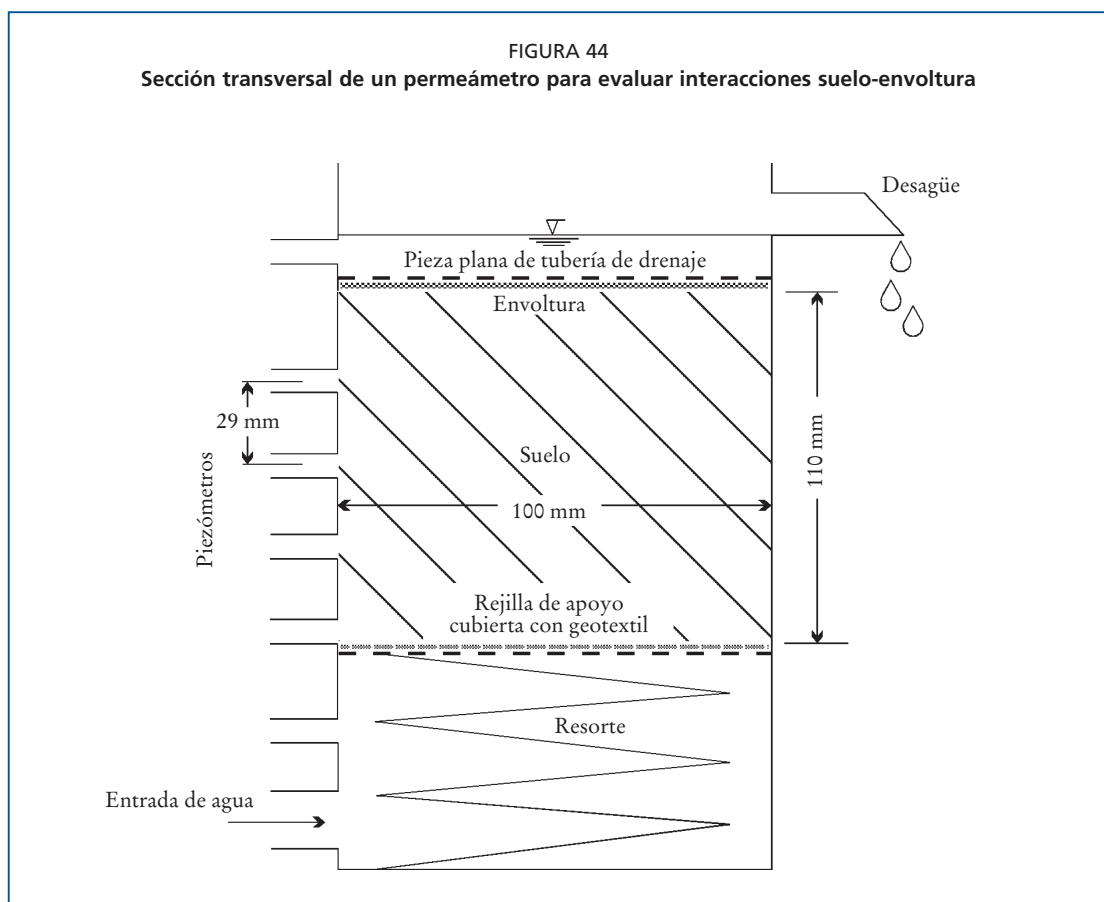 FIGURA 44
Sección transversal de un permeámetro para evaluar interacciones suelo-envoltura
Desagüe
Pieza plana de tubería de drenaje
Envoltura
29 mm
Suelo
110 mm
100 mm
Piezómetros
Rejilla de apoyo
cubierta con geotextil
Resorte
Entrada de agua